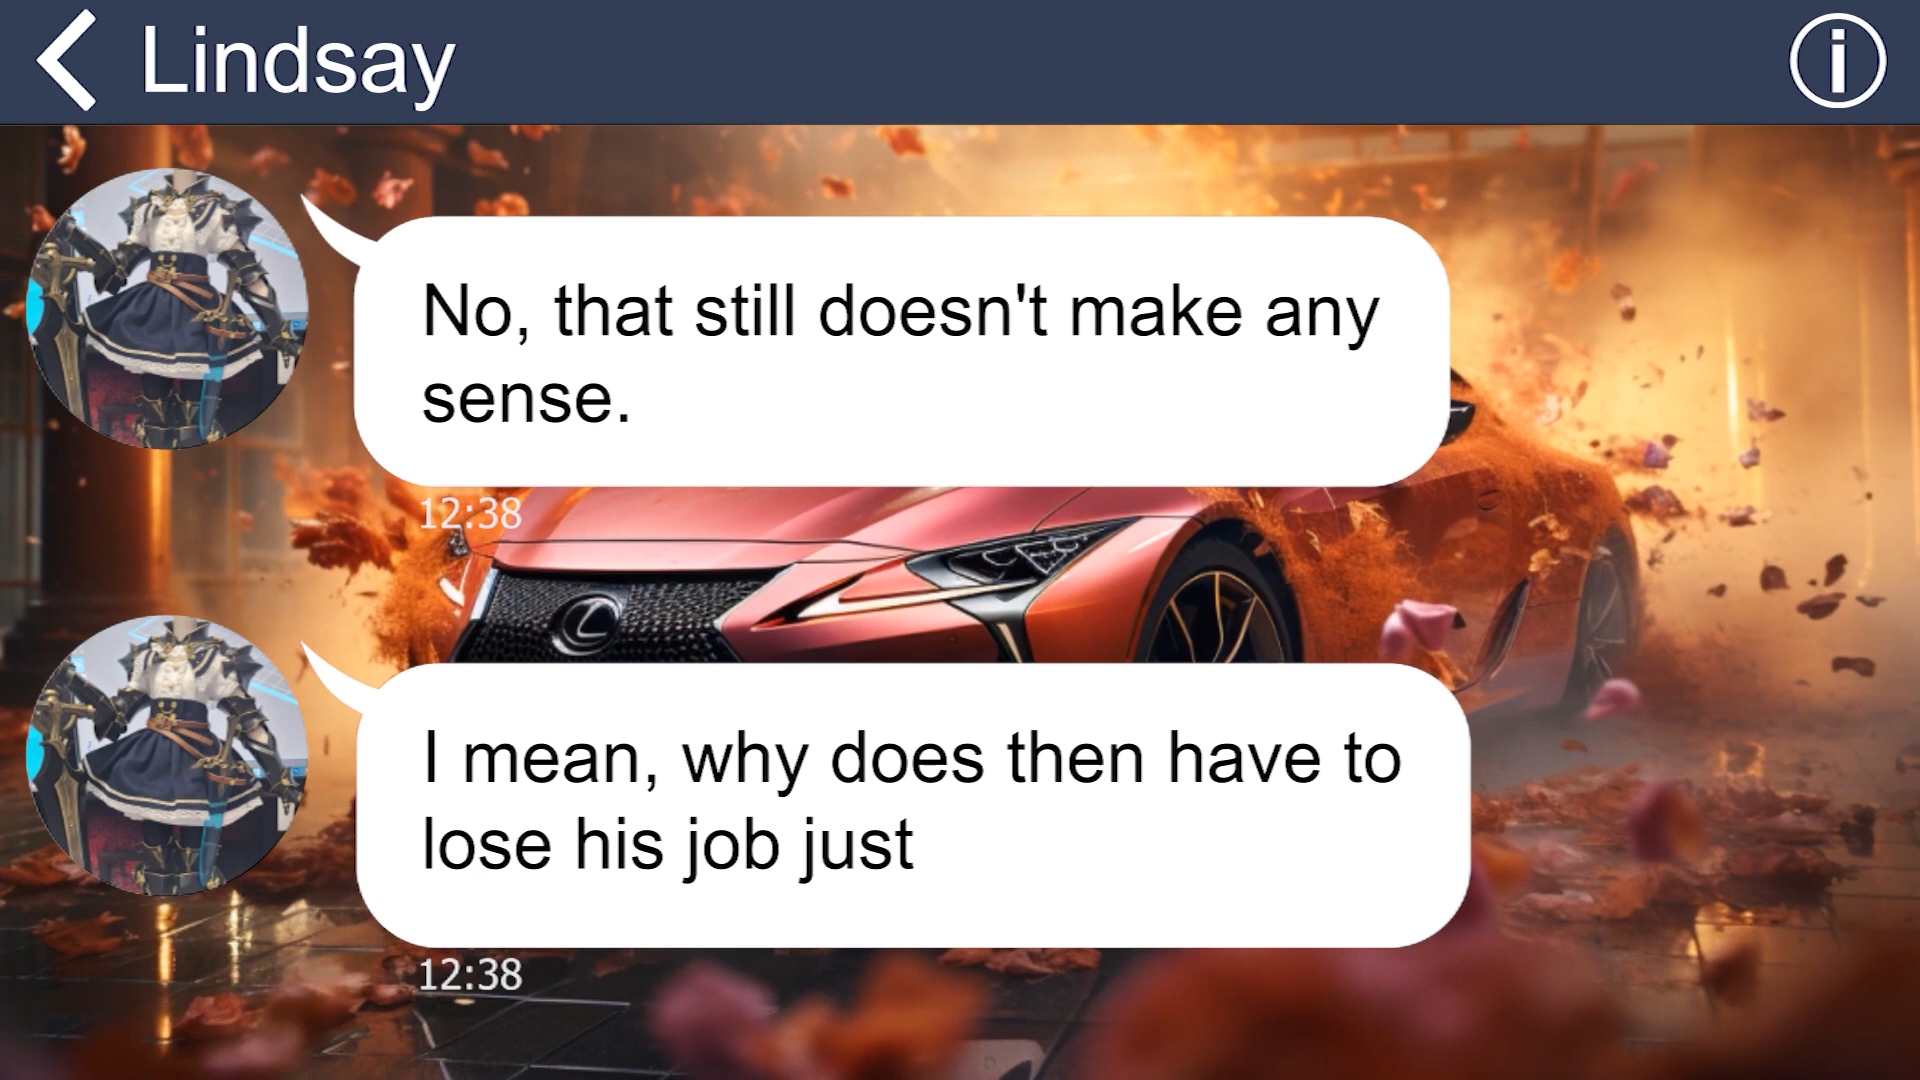 Lindsay
No, that still doesn't make any
sense.
12:38
I mean, why does then have to
lose his job just
12:38